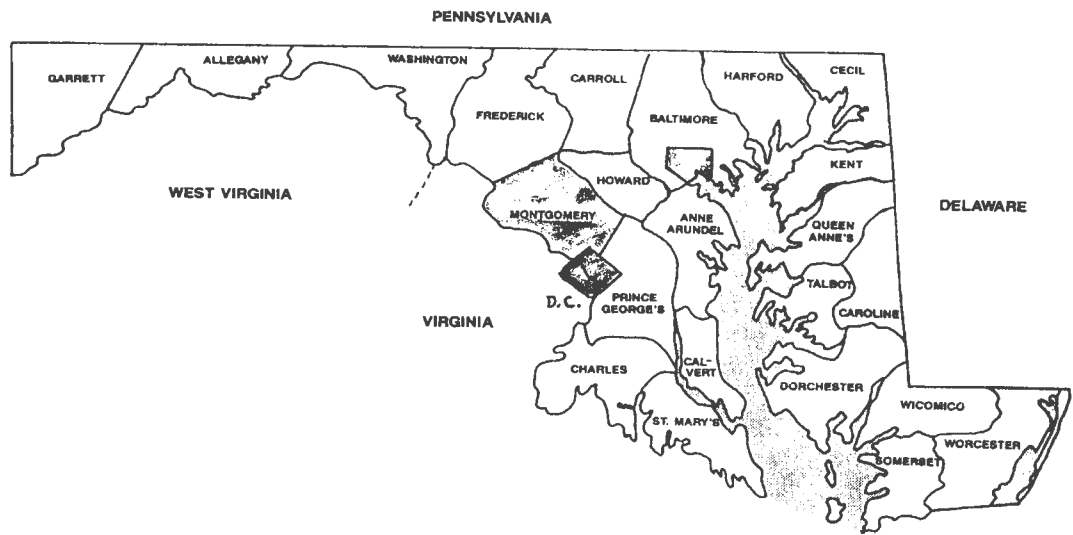 PENNSYLVANIA
GARRETT
ALLEGANY
WASHINGTON
FREDERICK
CARROLL
BALTIMORE
HARFORD
CECIL
KENT
WEST VIRGINIA
HOWARD
MONTGOMERY
ANNE
ARUNDEL
QUEEN
ANNE'S
DELAWARE
TALBOT
CAROLINE
D.C.
PRINCE
GEORGE'S
VIRGINIA
CHARLES
CAL-
VERT
DORCHESTER
ST. MARY'S
WICOMICO
WORCESTER
SOMERSET